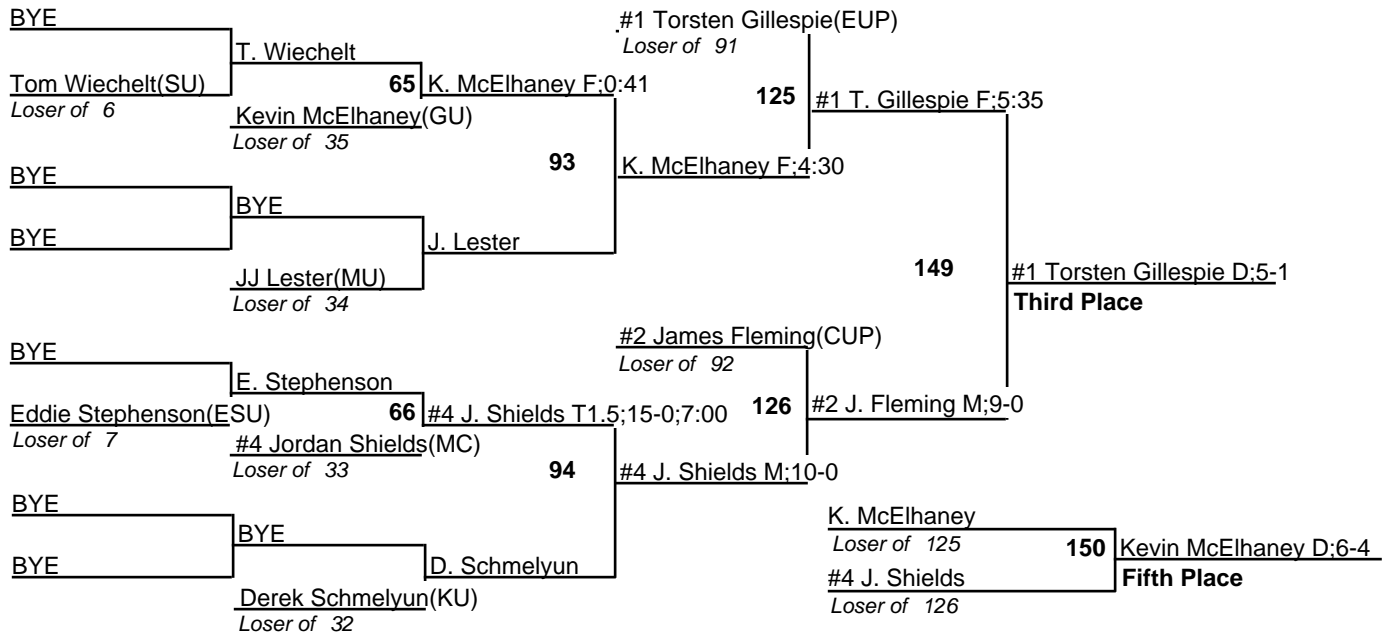 BYE
#1 Torsten Gillespie(EUP)
Loser of 91
T. Wiechelt
Tom Wiechelt(SU)
Loser of 6
65
K. McElhaney F;0:41
125
#1 T. Gillespie F;5:35
Kevin McElhaney(GU)
Loser of 35
93
K. McElhaney F;4:30
BYE
BYE
BYE
J. Lester
JJ Lester(MU)
Loser of 34
149
#1 Torsten Gillespie D;5-1
Third Place
#2 James Fleming(CUP)
Loser of 92
BYE
E. Stephenson
Eddie Stephenson(ESU)
Loser of 7
66
#4 J. Shields T1.5;15-0;7:00
126
#2 J. Fleming M;9-0
#4 Jordan Shields(MC)
Loser of 33
94
#4 J. Shields M;10-0
BYE
BYE
BYE
D. Schmelyun
Derek Schmelyun(KU)
Loser of 32
K. McElhaney
Loser of 125
150
Kevin McElhaney D;6-4
Fifth Place
#4 J. Shields
Loser of 126